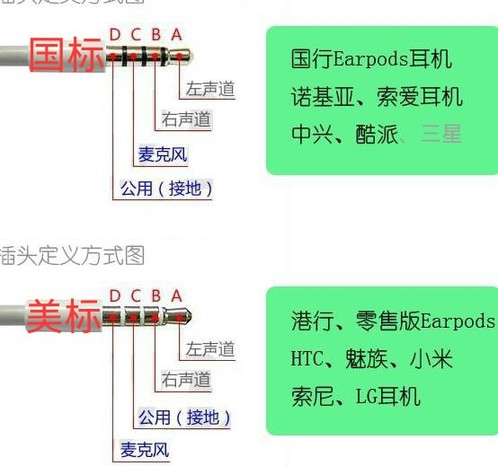 插头定义方式图
国标
D C B A
左声道
右声道
麦克风
公用（接地）
国行Earpods耳机
诺基亚、索爱耳机
中兴、酷派、三星
插头定义方式图
美标
D C B A
左声道
右声道
公用（接地）
麦克风
港行、零售版Earpods
HTC、魅族、小米
索尼、LG耳机